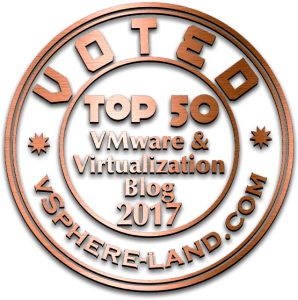 VOTED
TOP 50
VMware &
Virtualization
Blog
2017
VSPHERE-LAND.COM